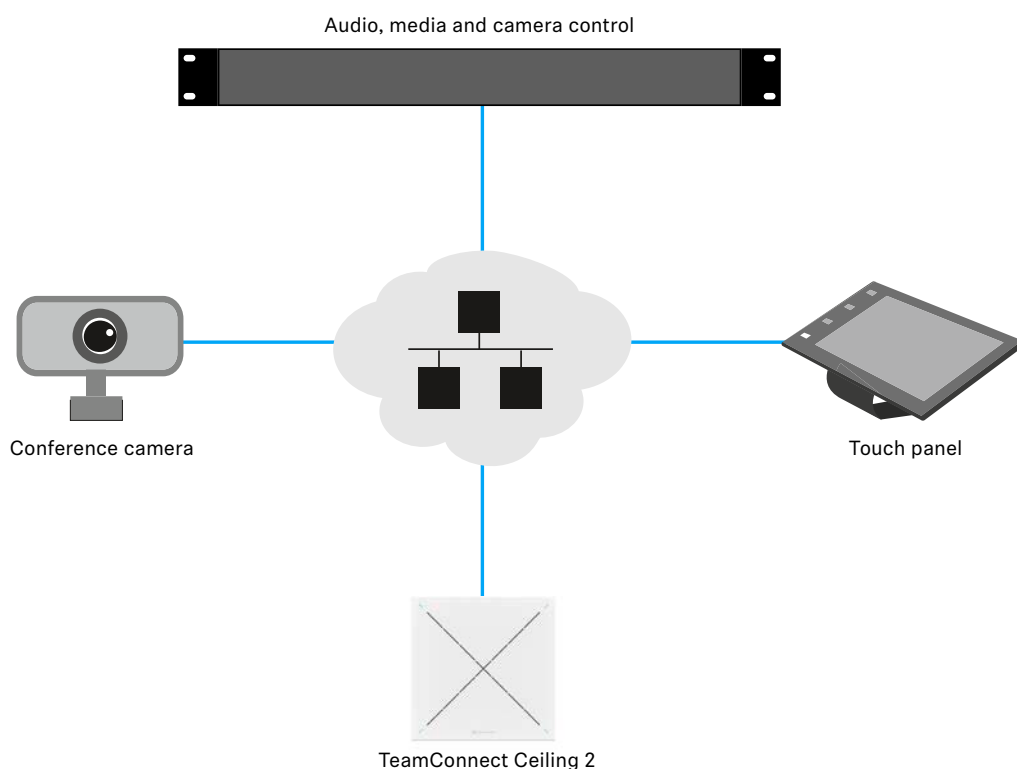 Audio, media and camera control
Conference camera
Touch panel
TeamConnect Ceiling 2